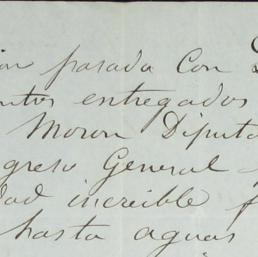 pasada con
entregados
Moron Diputa
greso General
dad increible
hasta aguas